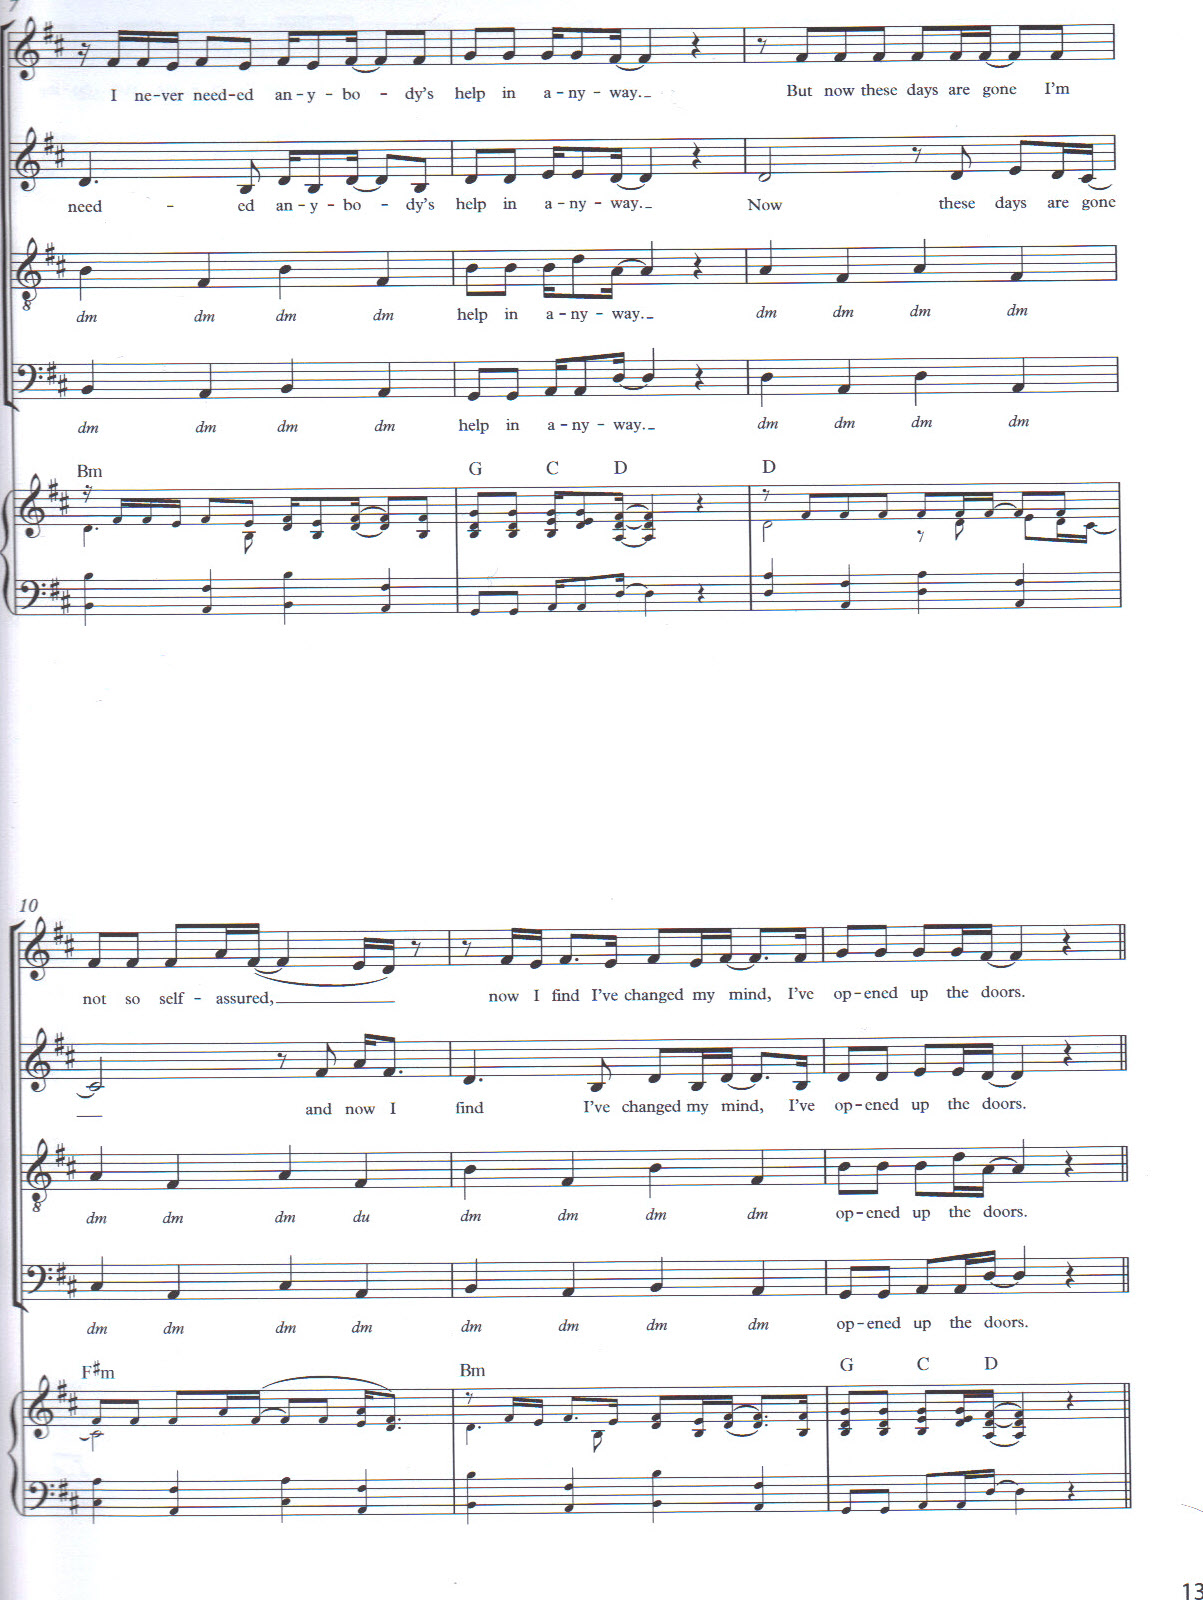 7
I ne-ver need-ed an-y-bo - dy's help in a-ny-way._ But now these days are gone I'm
need - ed an-y-bo - dy's help in a-ny-way._ Now these days are gone
8
dm dm dm dm help in a-ny-way._ dm dm dm dm
dm dm dm dm help in a-ny-way._ dm dm dm dm
Bm G C D D
10
not so self - assured,_ now I find I've changed my mind, I've op-ened up the doors.
_ and now I find I've changed my mind, I've op-ened up the doors.
8
dm dm dm du dm dm dm dm op-ened up the doors.
dm dm dm dm dm dm dm dm op-ened up the doors.
F#m Bm G C D
13